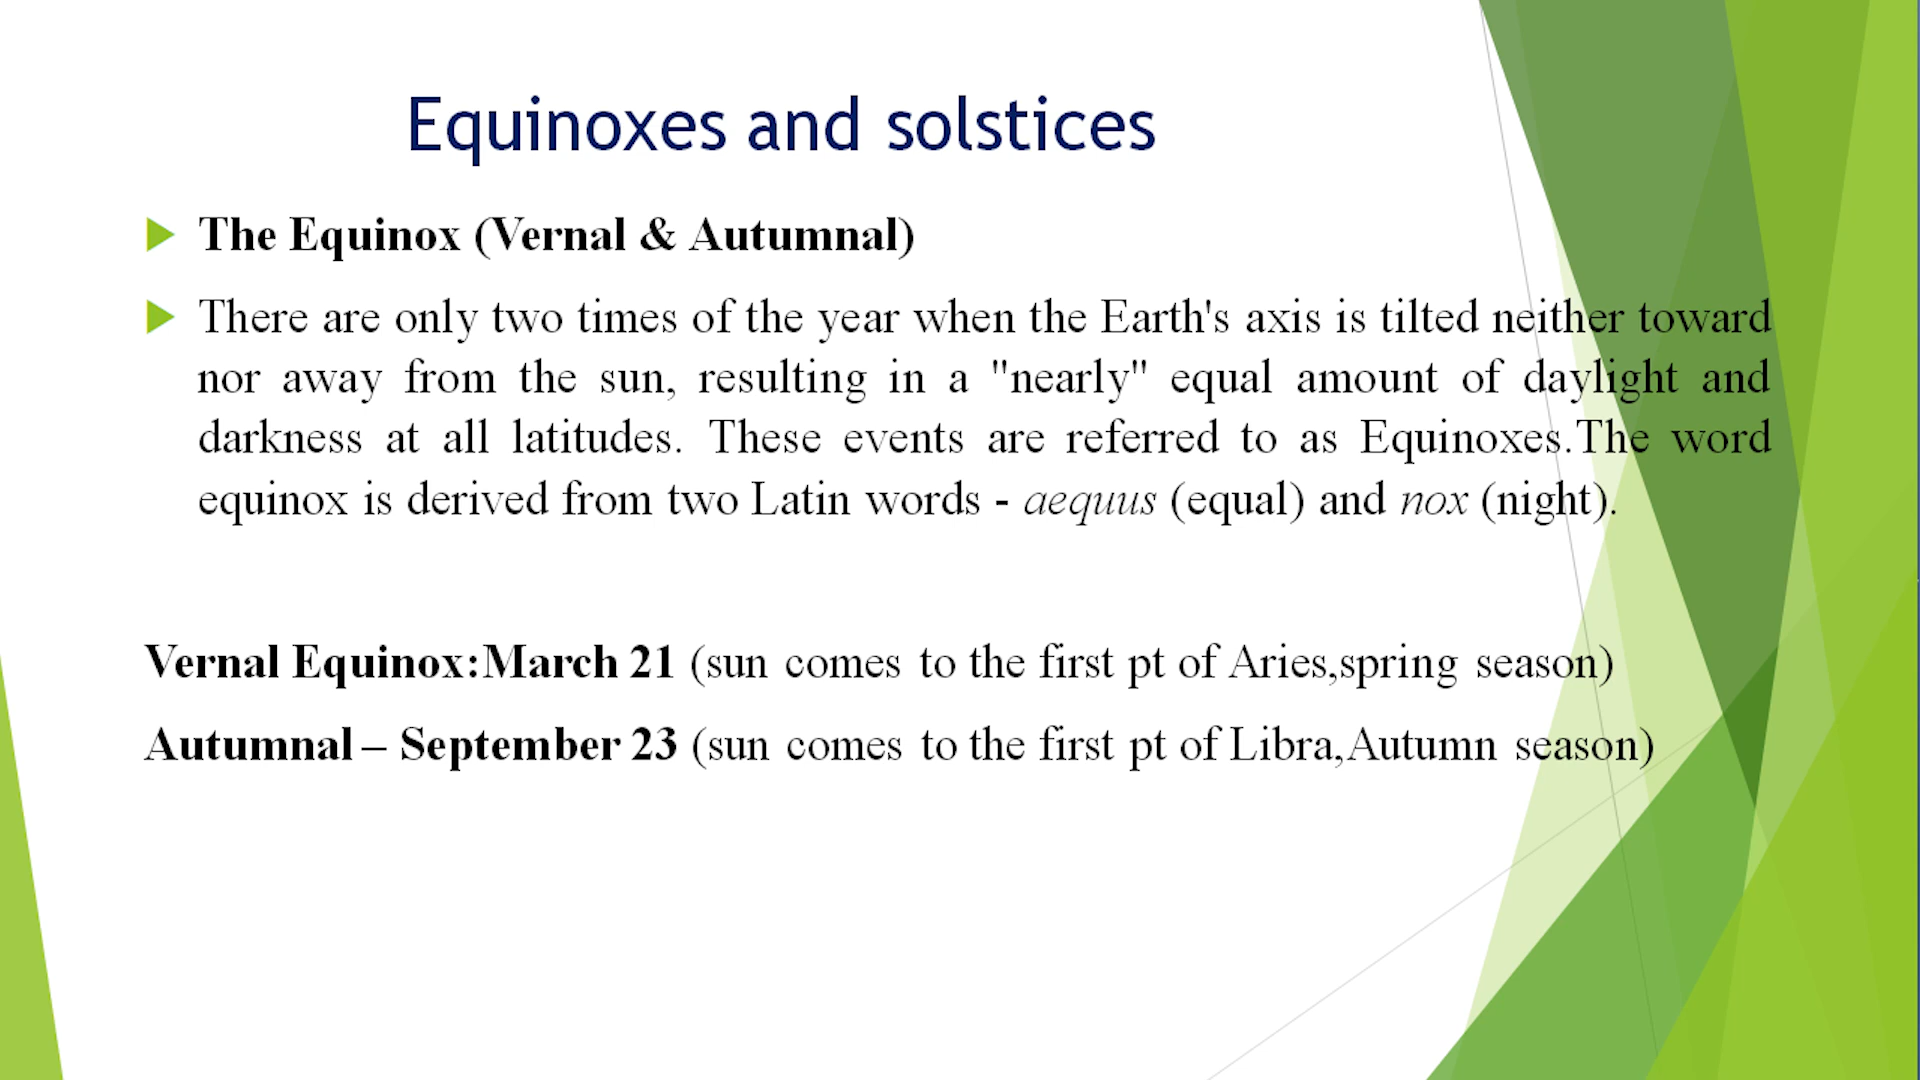 Equinoxes and solstices
The Equinox (Vernal & Autumnal)
There are only two times of the year when the Earth's axis is tilted neither toward
nor away from the sun, resulting in a "nearly" equal amount of daylight and
darkness at all latitudes. These events are referred to as Equinoxes.The word
equinox is derived from two Latin words - aequus (equal) and nox (night).
Vernal Equinox:March 21 (sun comes to the first pt of Aries,spring season)
Autumnal – September 23 (sun comes to the first pt of Libra,Autumn season)